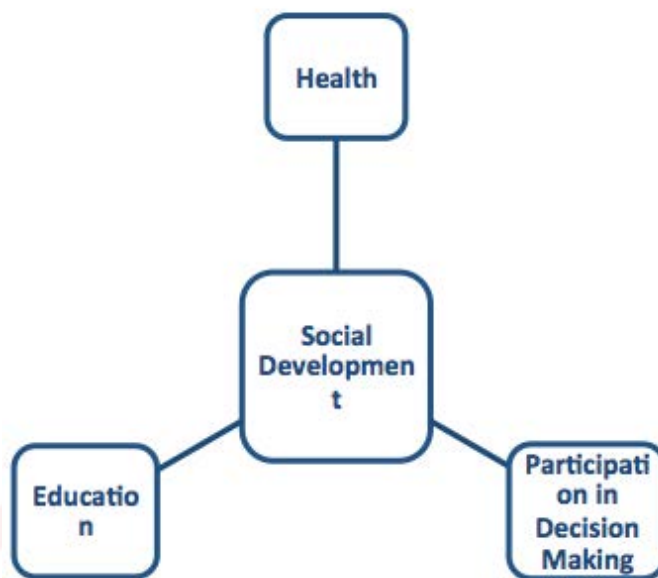 Health
Social
Developmen
t
Educatio
n
Participati
on in
Decision
Making